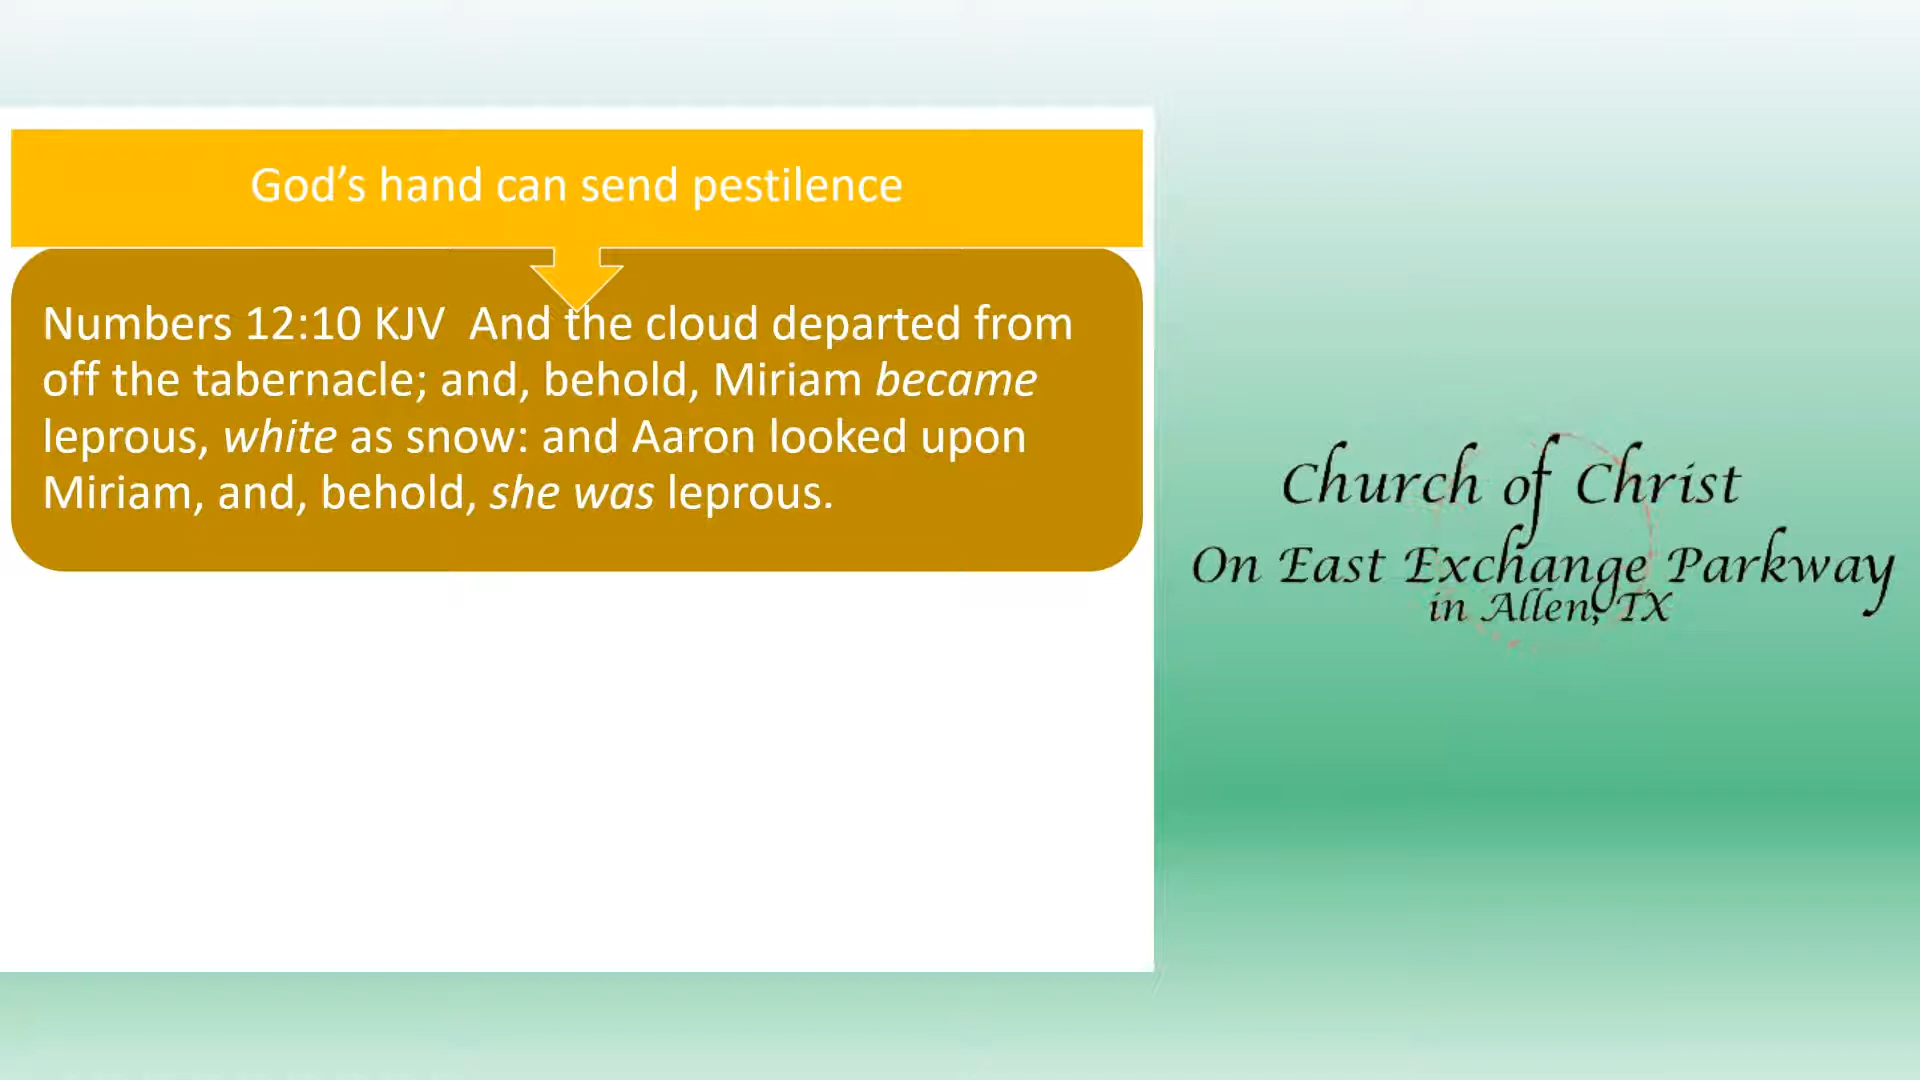 God’s hand can send pestilence
Numbers 12:10 KJV  And the cloud departed from
off the tabernacle; and, behold, Miriam became
leprous, white as snow: and Aaron looked upon
Miriam, and, behold, she was leprous.
Church of Christ
On East Exchange Parkway
in Allen, TX